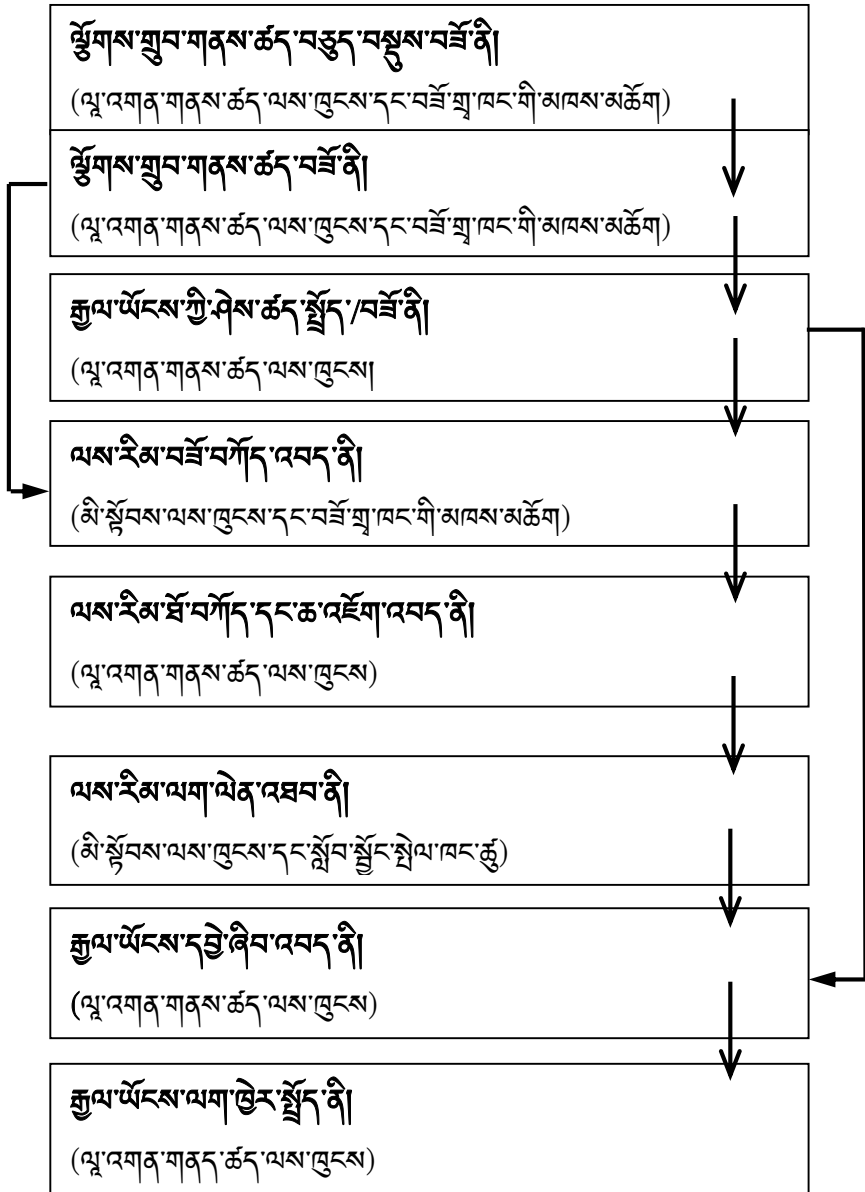 ལྕོགས་གྲུབ་གནས་ཚད་བཅུད་བསྡུས་བཟོ་ནི།
(ལཱ་འགན་གནས་ཚད་ལས་ཁུངས་དང་བཟོ་གྲྭ་ཁང་གི་མཁས་མཆོག)
ལྕོགས་གྲུབ་གནས་ཚད་བཟོ་ནི།
(ལཱ་འགན་གནས་ཚད་ལས་ཁུངས་དང་བཟོ་གྲྭ་ཁང་གི་མཁས་མཆོག)
རྒྱལ་ཡོངས་ཀྱི་ཤེས་ཚད་སྤྲོད་/བཟོ་ནི།
(ལཱ་འགན་གནས་ཚད་ལས་ཁུངས།
ལས་རིམ་བཟོ་བཀོད་འབད་ནི།
(མི་སྟོབས་ལས་ཁུངས་དང་བཟོ་གྲྭ་ཁང་གི་མཁས་མཆོག)
ལས་རིམ་ཐོ་བཀོད་དང་ཆ་འཇོག་འབད་ནི།
(ལཱ་འགན་གནས་ཚད་ལས་ཁུངས)
ལས་རིམ་ལག་ལེན་འཐབ་ནི།
(མི་སྟོབས་ལས་ཁུངས་དང་སློབ་སྦྱོང་སྤེལ་ཁང་ཚུ)
རྒྱལ་ཡོངས་དབྱེ་ཞིབ་འབད་ནི།
(ལཱ་འགན་གནས་ཚད་ལས་ཁུངས)
རྒྱལ་ཡོངས་ལག་ཁྱེར་སྤྲོད་ནི།
(ལཱ་འགན་གནད་ཚད་ལས་ཁུངས)